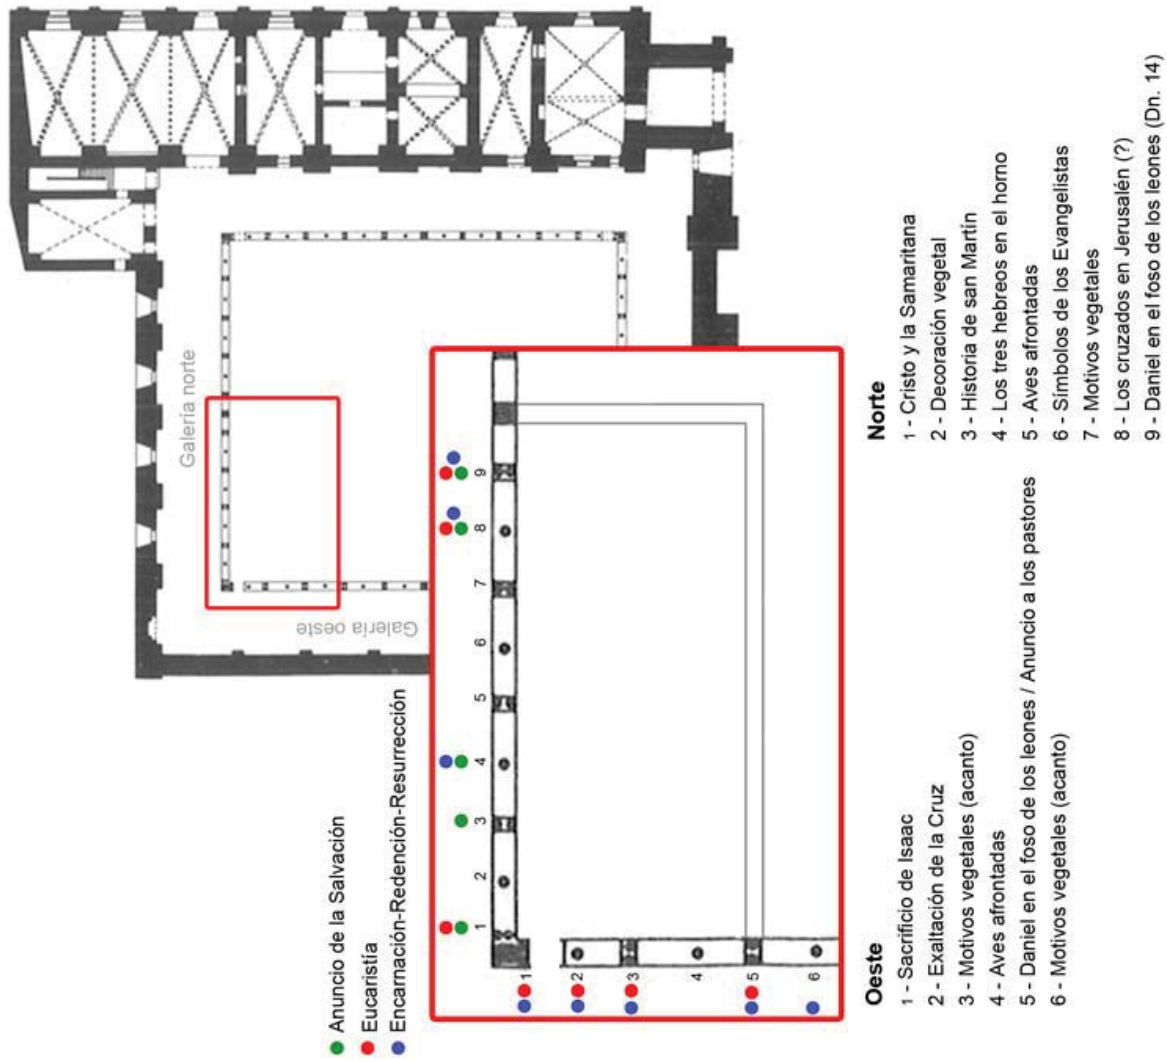 Galería norte
Galería oeste
Anuncio de la Salvación
Eucaristía
Encarnación-Redención-Resurrección
1 2 3 4 5 6 7 8 9
1
2
3
4
5
6
Oeste
1 - Sacrificio de Isaac
2 - Exaltación de la Cruz
3 - Motivos vegetales (acanto)
4 - Aves afrontadas
5 - Daniel en el foso de los leones / Anuncio a los pastores
6 - Motivos vegetales (acanto)
Norte
1 - Cristo y la Samaritana
2 - Decoración vegetal
3 - Historia de san Martín
4 - Los tres hebreos en el horno
5 - Aves afrontadas
6 - Símbolos de los Evangelistas
7 - Motivos vegetales
8 - Los cruzados en Jerusalén (?)
9 - Daniel en el foso de los leones (Dn. 14)